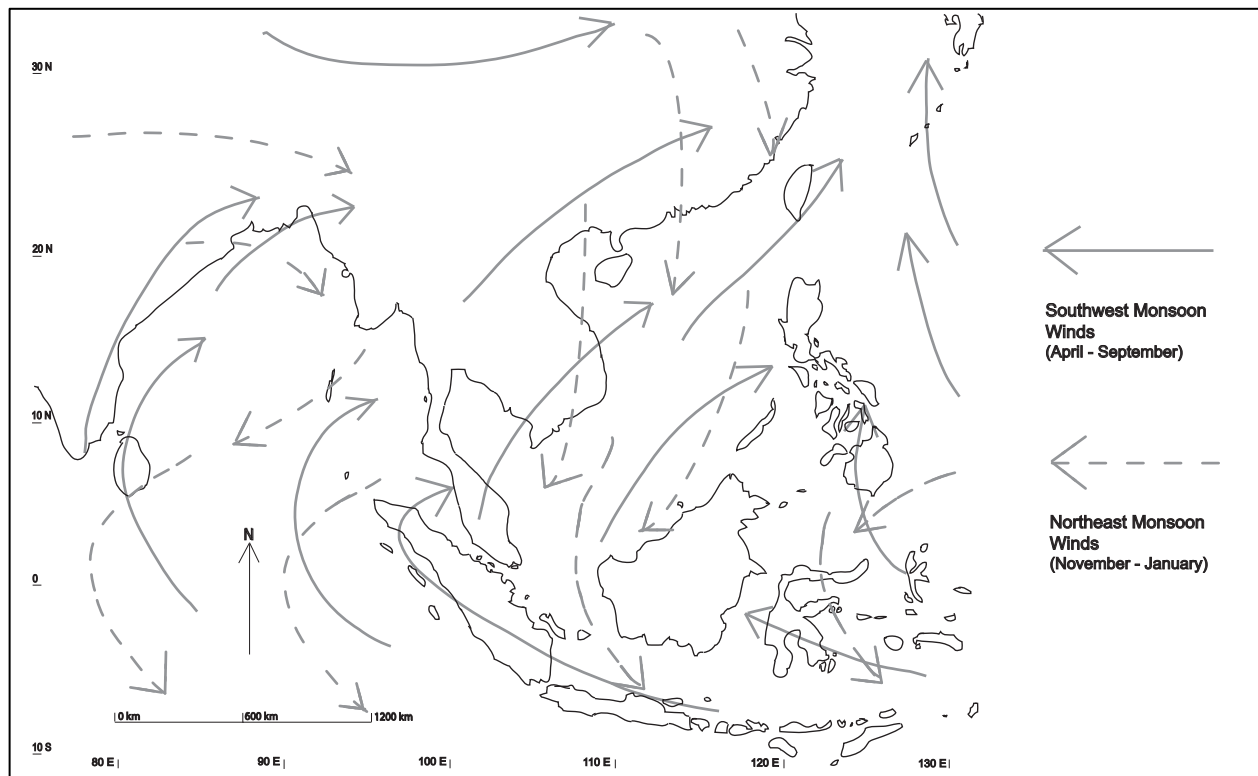 30 N
20 N
Southwest Monsoon
Winds
(April - September)
10 N
Northeast Monsoon
Winds
(November - January)
N
0
0 km
600 km
1200 km
10 S
80 E
90 E
100 E
110 E
120 E
130 E